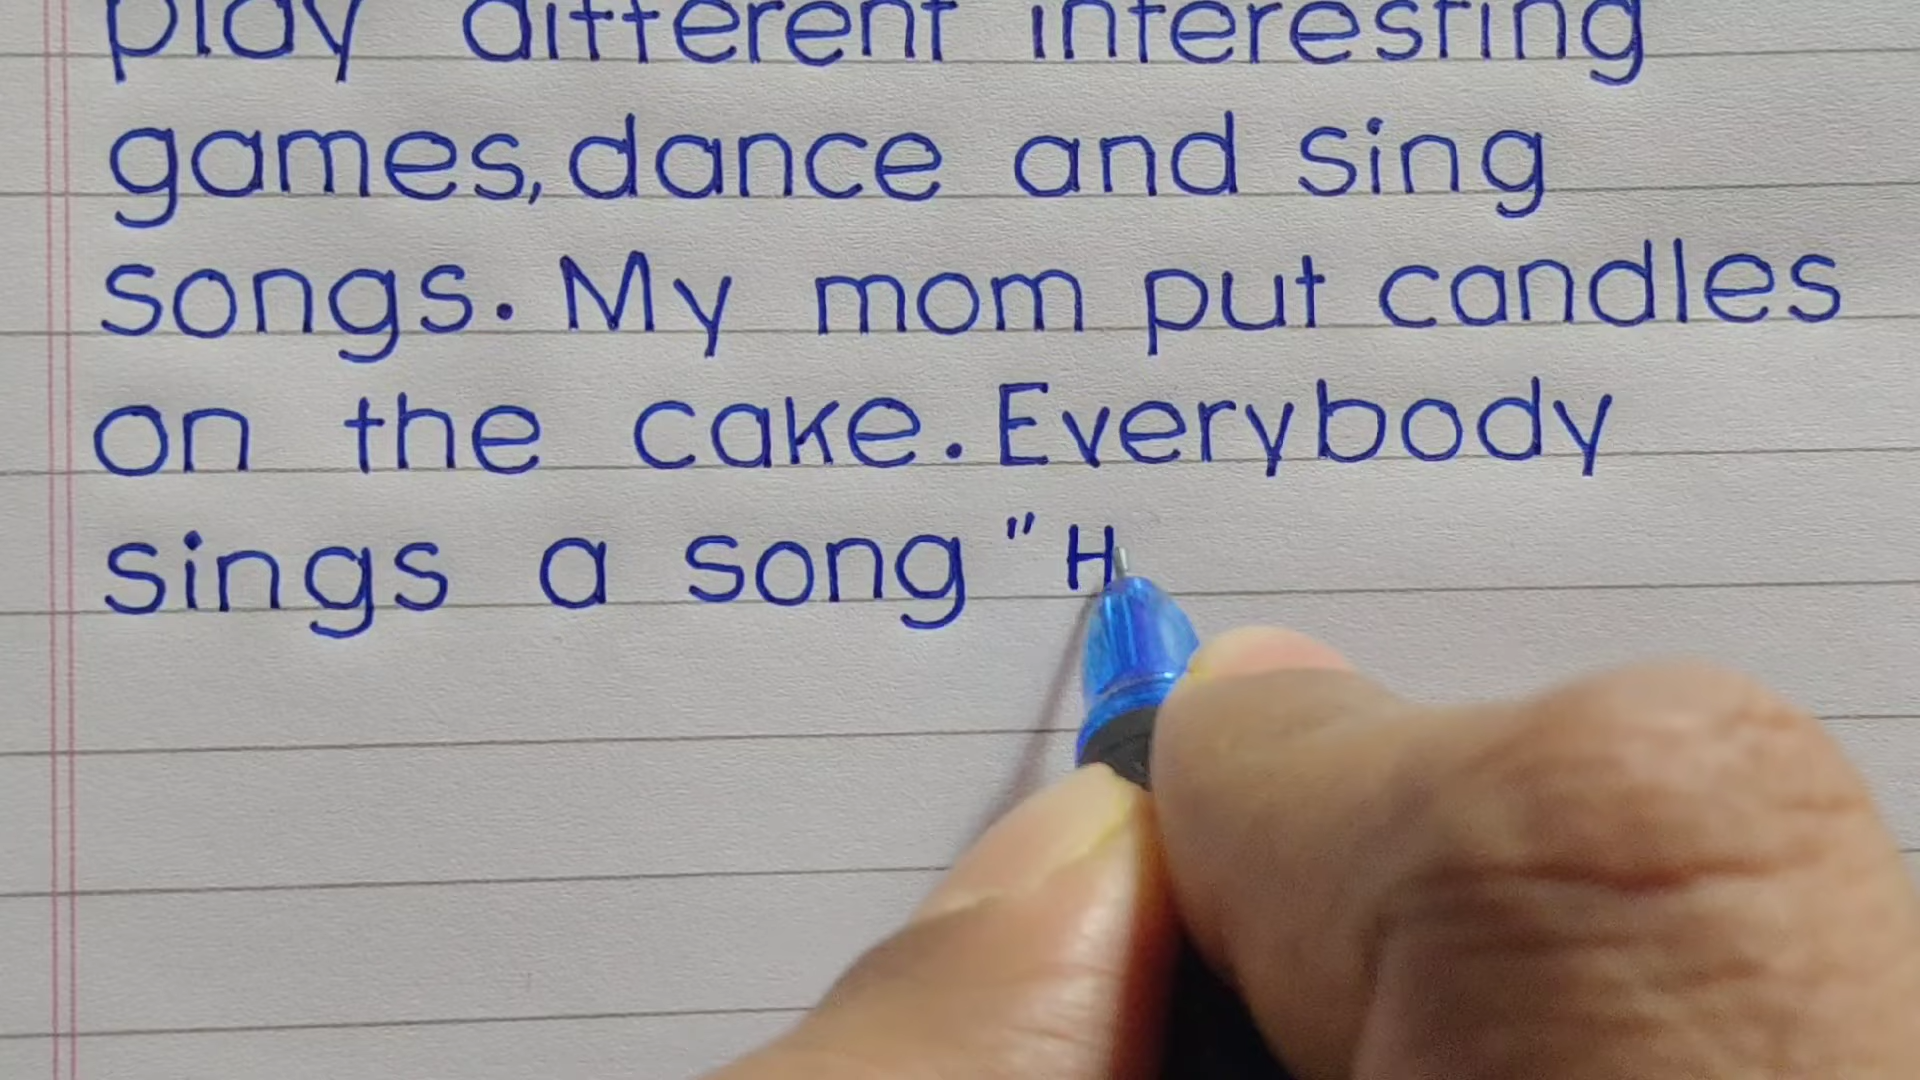 play different interesting
games, dance and sing
songs. My mom put candles
on the cake. Everybody
sings a song "H